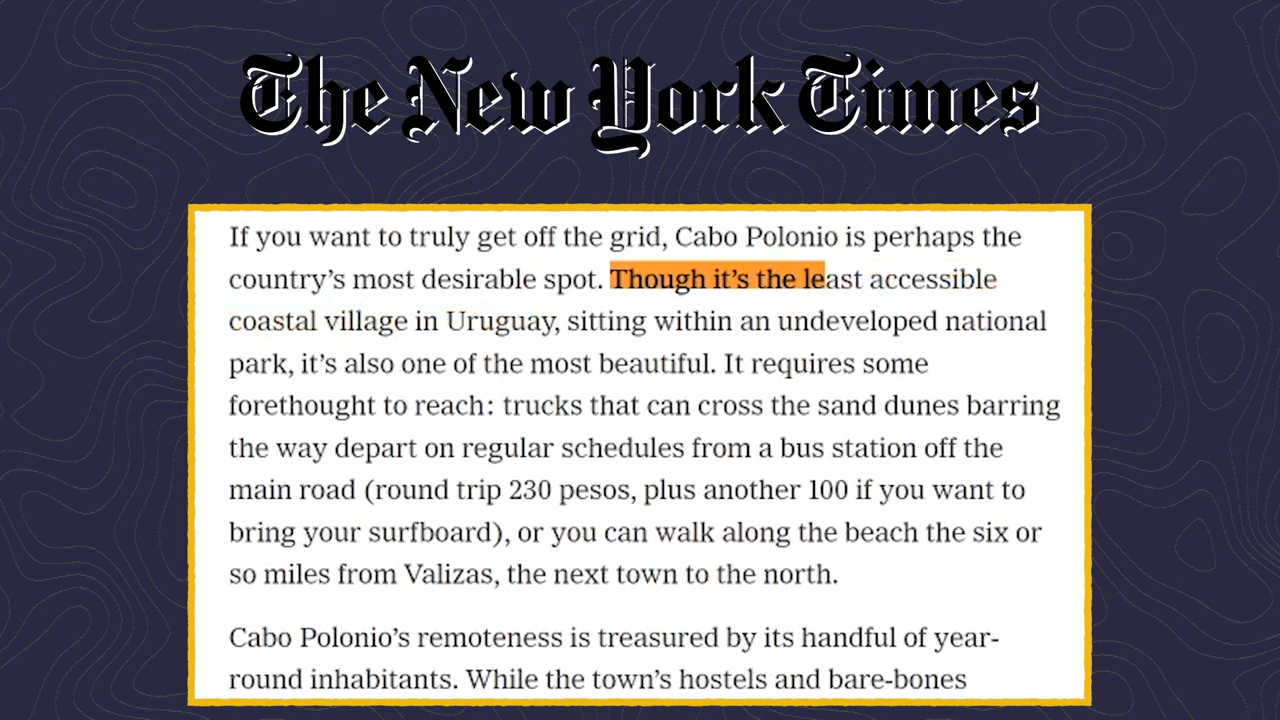 The New York Times
If you want to truly get off the grid, Cabo Polonio is perhaps the
country’s most desirable spot. Though it’s the least accessible
coastal village in Uruguay, sitting within an undeveloped national
park, it’s also one of the most beautiful. It requires some
forethought to reach: trucks that can cross the sand dunes barring
the way depart on regular schedules from a bus station off the
main road (round trip 230 pesos, plus another 100 if you want to
bring your surfboard), or you can walk along the beach the six or
so miles from Valizas, the next town to the north.
Cabo Polonio’s remoteness is treasured by its handful of year-
round inhabitants. While the town’s hostels and bare-bones